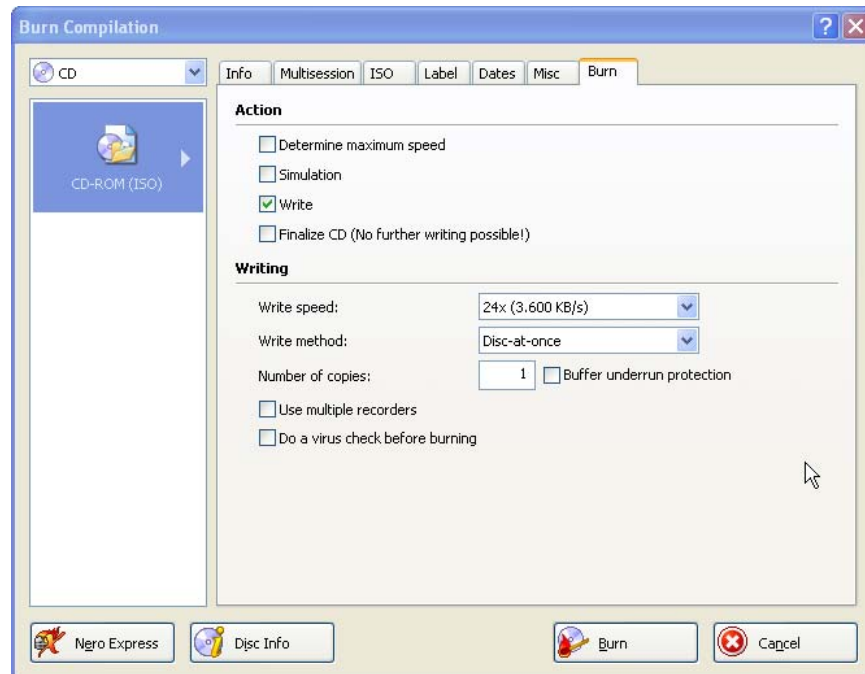 Burn Compilation
CD
Info Multisession ISO Label Dates Misc Burn
CD-ROM (ISO)
Action
Determine maximum speed
Simulation
Write
Finalize CD (No further writing possible!)
Writing
Write speed: 24x (3.600 KB/s)
Write method: Disc-at-once
Number of copies: 1 Buffer underrun protection
Use multiple recorders
Do a virus check before burning
Nero Express Disc Info Burn Cancel